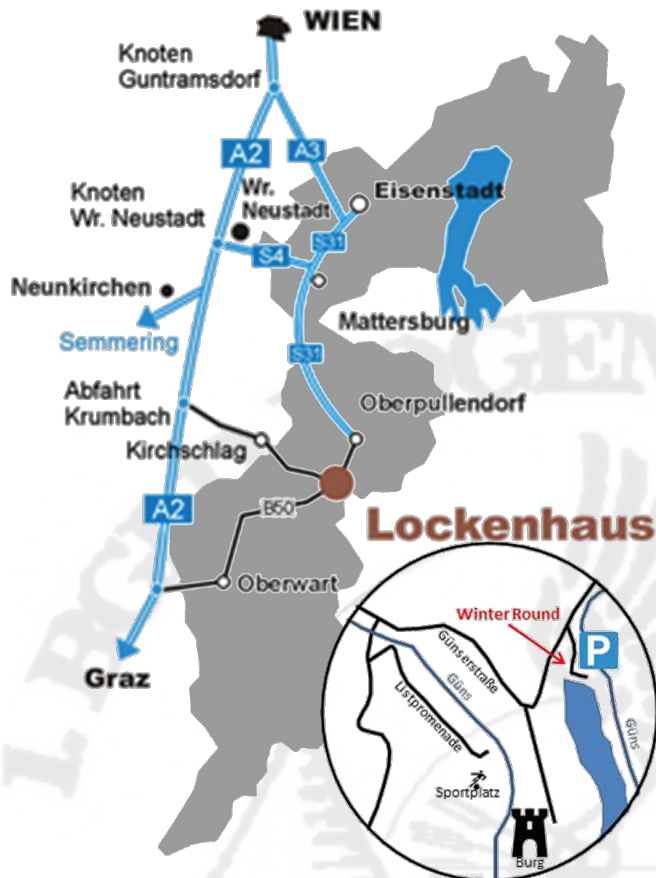 WIEN
Knoten
Guntramsdorf
A2
A3
Knoten
Wr. Neustadt
Wr.
Neustadt
Eisenstadt
S31
S4
Neunkirchen
Semmering
Mattersburg
S31
Abfahrt
Krumbach
Oberpullendorf
Kirchschlag
A2
B50
Lockenhaus
Oberwart
Graz
Winter Round
P
Günserstraße
Güns
Listpromenade
Güns
Sportplatz
Burg